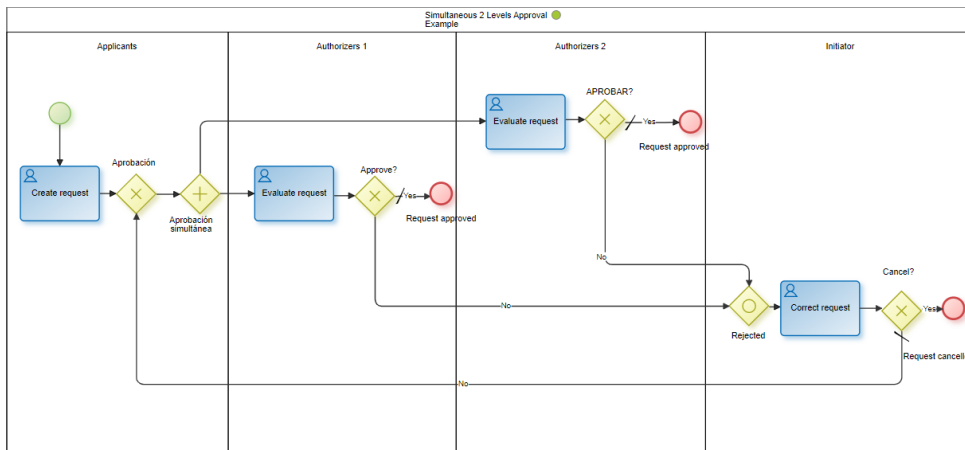 Simultaneous 2 Levels Approval
Example
Applicants
Authorizers 1
Authorizers 2
Initiator
APROBAR?
Evaluate request
Yes
Request approved
Aprobación
Approve?
Create request
Evaluate request
Yes
Aprobación
simultánea
Request approved
No
Cancel?
No
Correct request
Yes
Rejected
Request cancelle
No